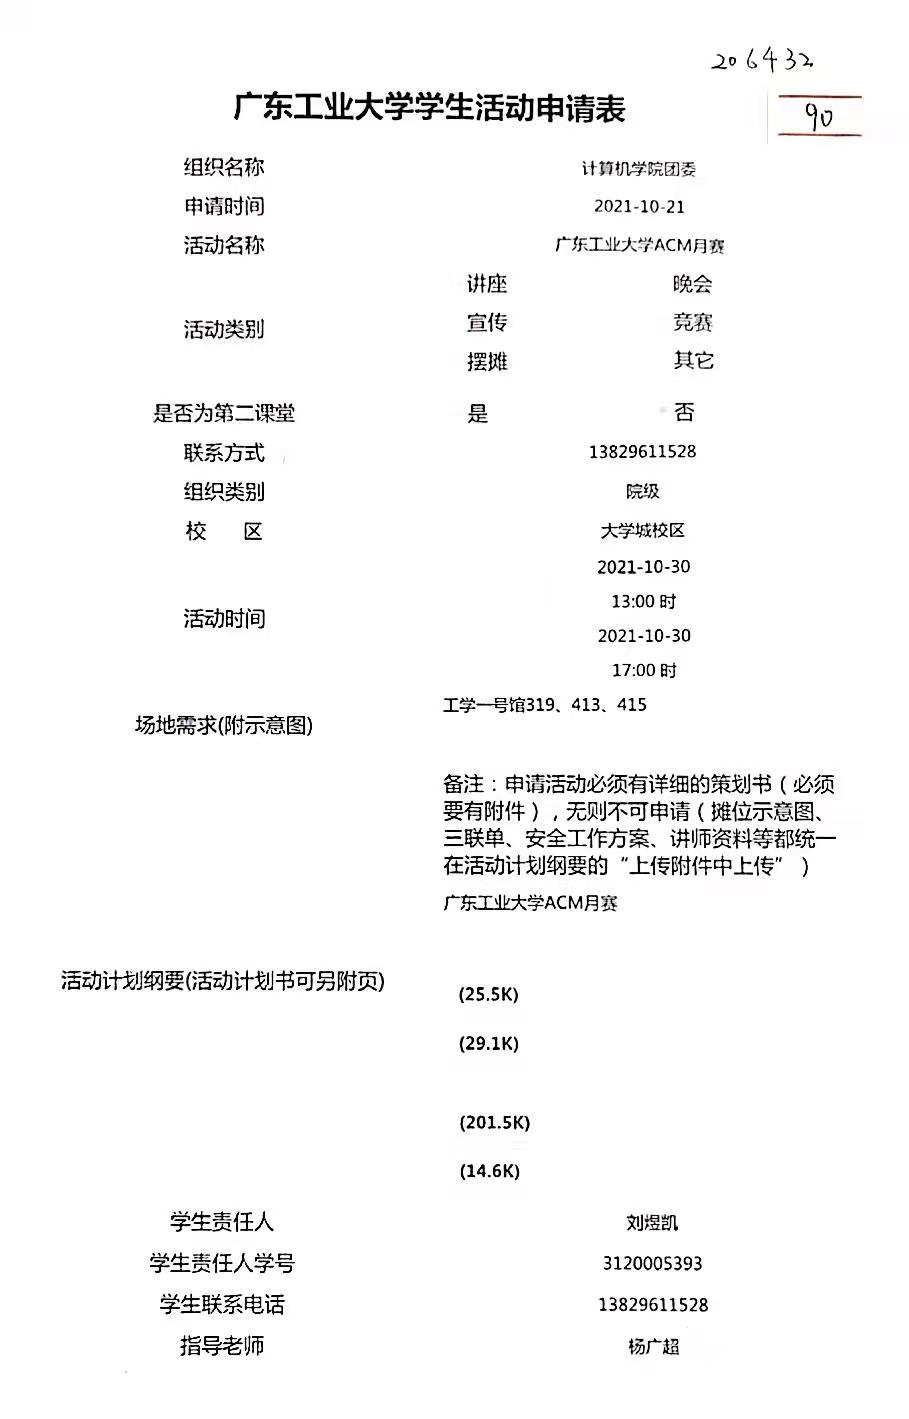 206432
广东工业大学学生活动申请表
90
组织名称 计算机学院团委
申请时间 2021-10-21
活动名称 广东工业大学ACM月赛
讲座 晚会
活动类别 宣传 竞赛
摆摊 其它
是否为第二课堂 是 否
联系方式 13829611528
组织类别 院级
校 区 大学城校区
2021-10-30
13:00 时
活动时间
2021-10-30
17:00 时
工学一号馆319、413、415
场地需求(附示意图)
备注：申请活动必须有详细的策划书（必须
要有附件），无则不可申请（摊位示意图、
三联单、安全工作方案、讲师资料等都统一
在活动计划纲要的“上传附件中上传”）
广东工业大学ACM月赛
活动计划纲要(活动计划书可另附页)
(25.5K)
(29.1K)
(201.5K)
(14.6K)
学生责任人 刘煜凯
学生责任人学号 3120005393
学生联系电话 13829611528
指导老师 杨广超